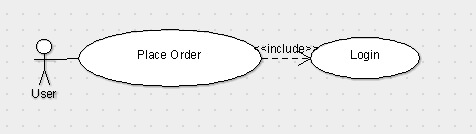 <<include>>
Place Order
Login
User